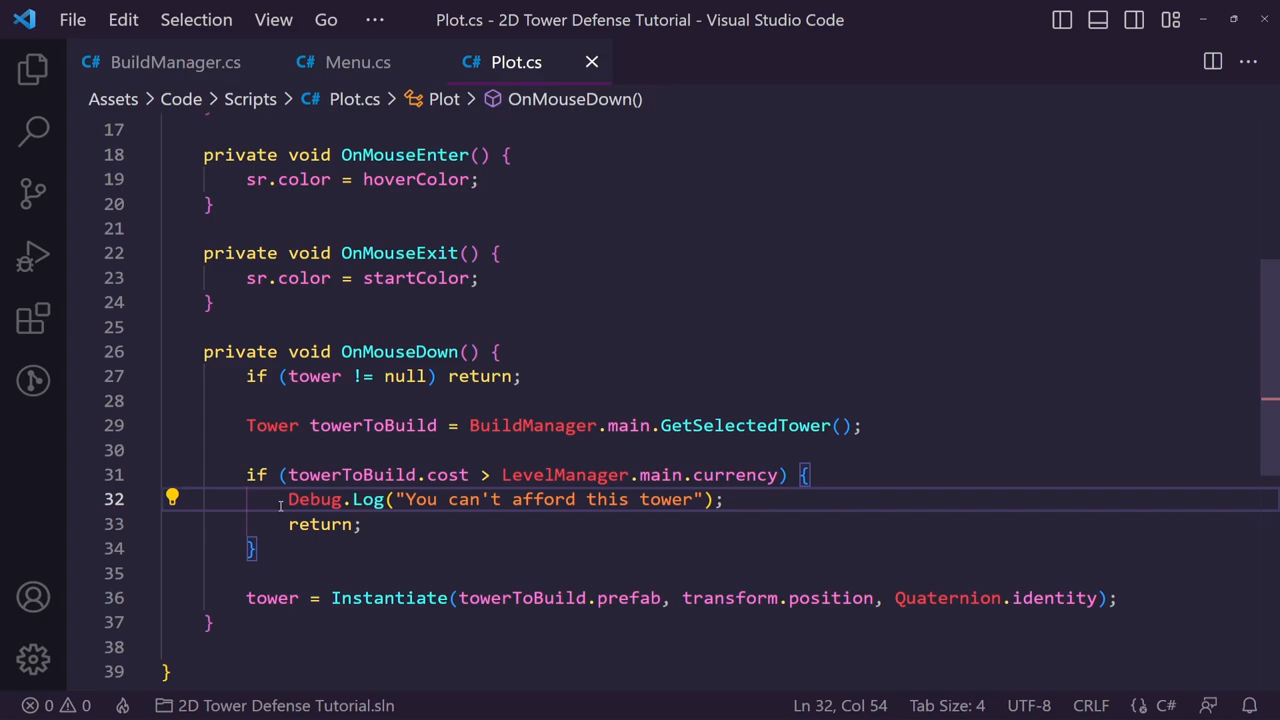 File Edit Selection View Go ··· Plot.cs - 2D Tower Defense Tutorial - Visual Studio Code
C# BuildManager.cs C# Menu.cs C# Plot.cs
Assets > Code > Scripts > C# Plot.cs > Plot > OnMouseDown()
17 }
18 private void OnMouseEnter() {
19 sr.color = hoverColor;
20 }
21
22 private void OnMouseExit() {
23 sr.color = startColor;
24 }
25
26 private void OnMouseDown() {
27 if (tower != null) return;
28
29 Tower towerToBuild = BuildManager.main.GetSelectedTower();
30
31 if (towerToBuild.cost > LevelManager.main.currency) {
32 Debug.Log("You can't afford this tower");
33 return;
34 }
35
36 tower = Instantiate(towerToBuild.prefab, transform.position, Quaternion.identity);
37 }
38
39 }
0 0 2D Tower Defense Tutorial.sln Ln 32, Col 54 Tab Size: 4 UTF-8 CRLF {} C#